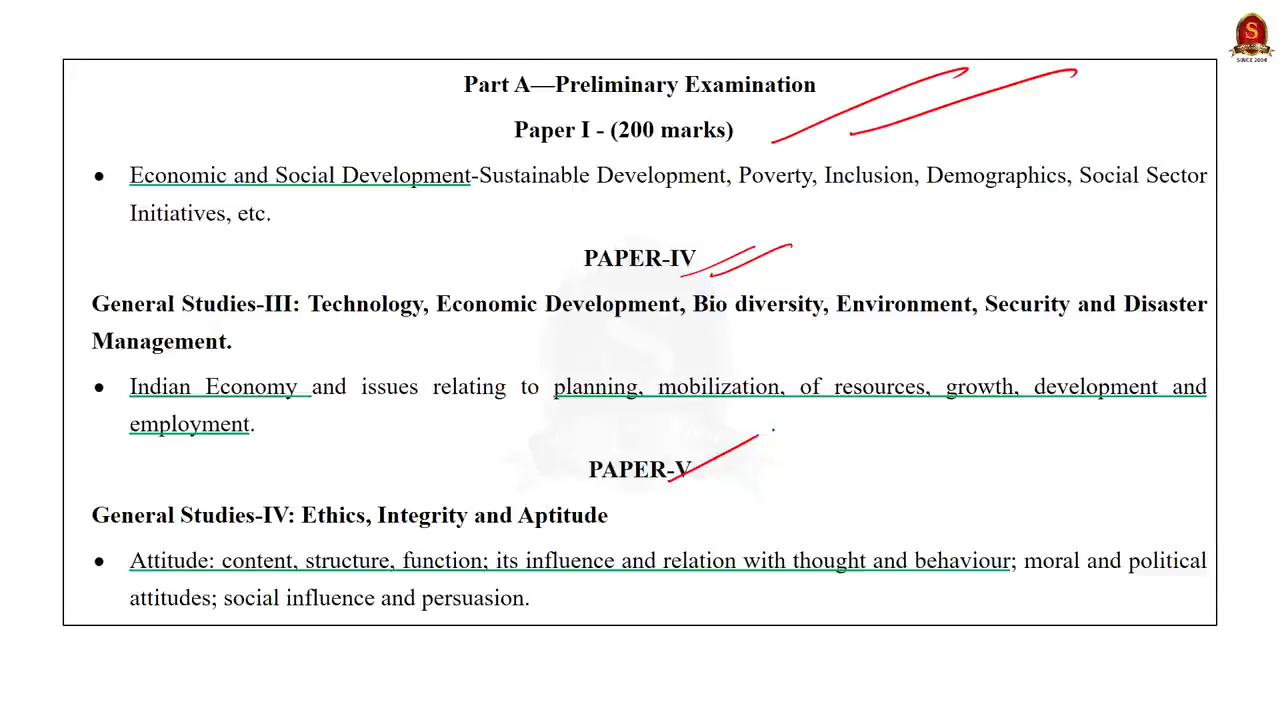 S
SINCE 2004
Part A—Preliminary Examination
Paper I - (200 marks)
• Economic and Social Development-Sustainable Development, Poverty, Inclusion, Demographics, Social Sector
Initiatives, etc.
PAPER-IV
General Studies-III: Technology, Economic Development, Bio diversity, Environment, Security and Disaster
Management.
• Indian Economy and issues relating to planning, mobilization, of resources, growth, development and
employment.
PAPER-V
General Studies-IV: Ethics, Integrity and Aptitude
• Attitude: content, structure, function; its influence and relation with thought and behaviour; moral and political
attitudes; social influence and persuasion.